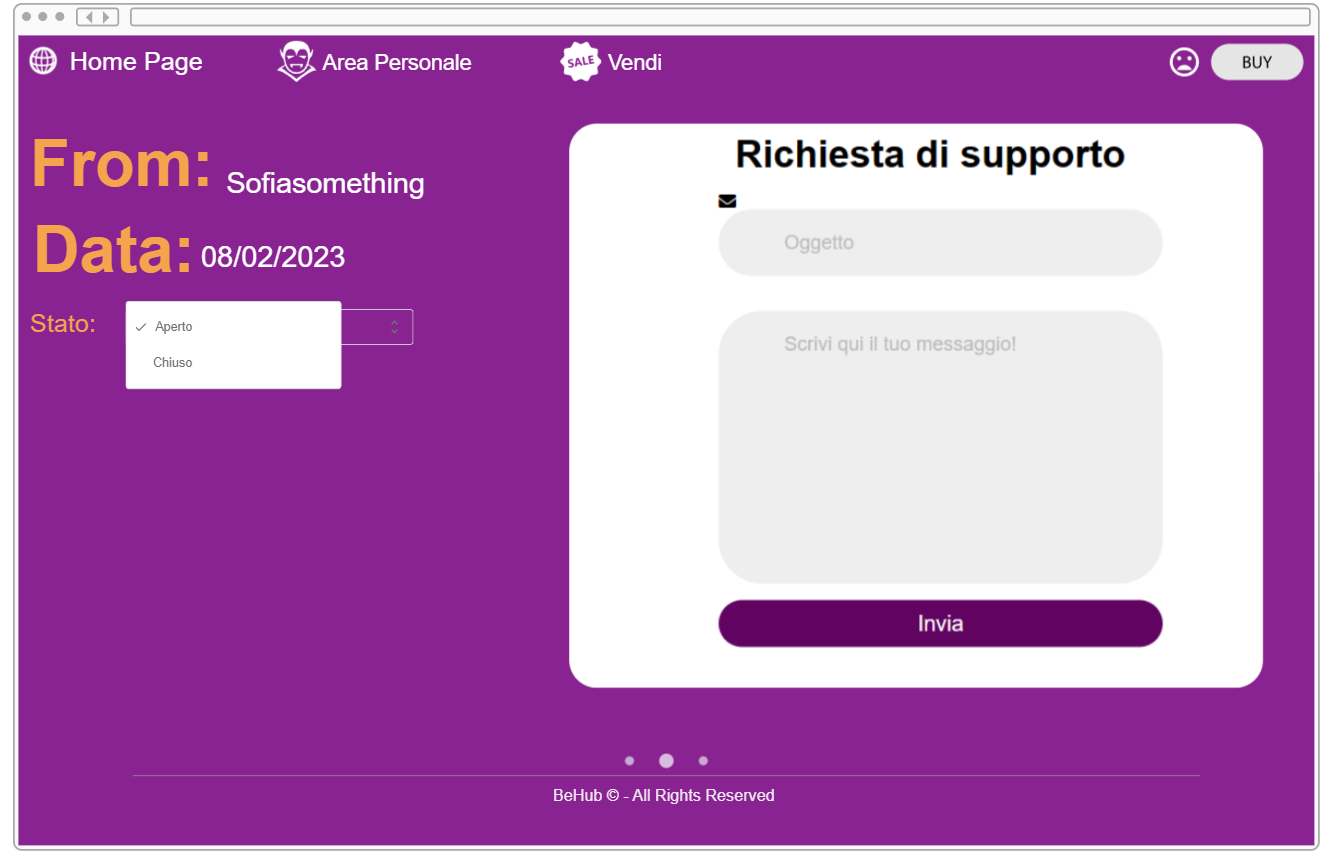 Home Page
Area Personale
SALE
Vendi
BUY
From: Sofiasomething
Data: 08/02/2023
Stato:
Aperto
Chiuso
Richiesta di supporto
Oggetto
Scrivi qui il tuo messaggio!
Invia
BeHub © - All Rights Reserved